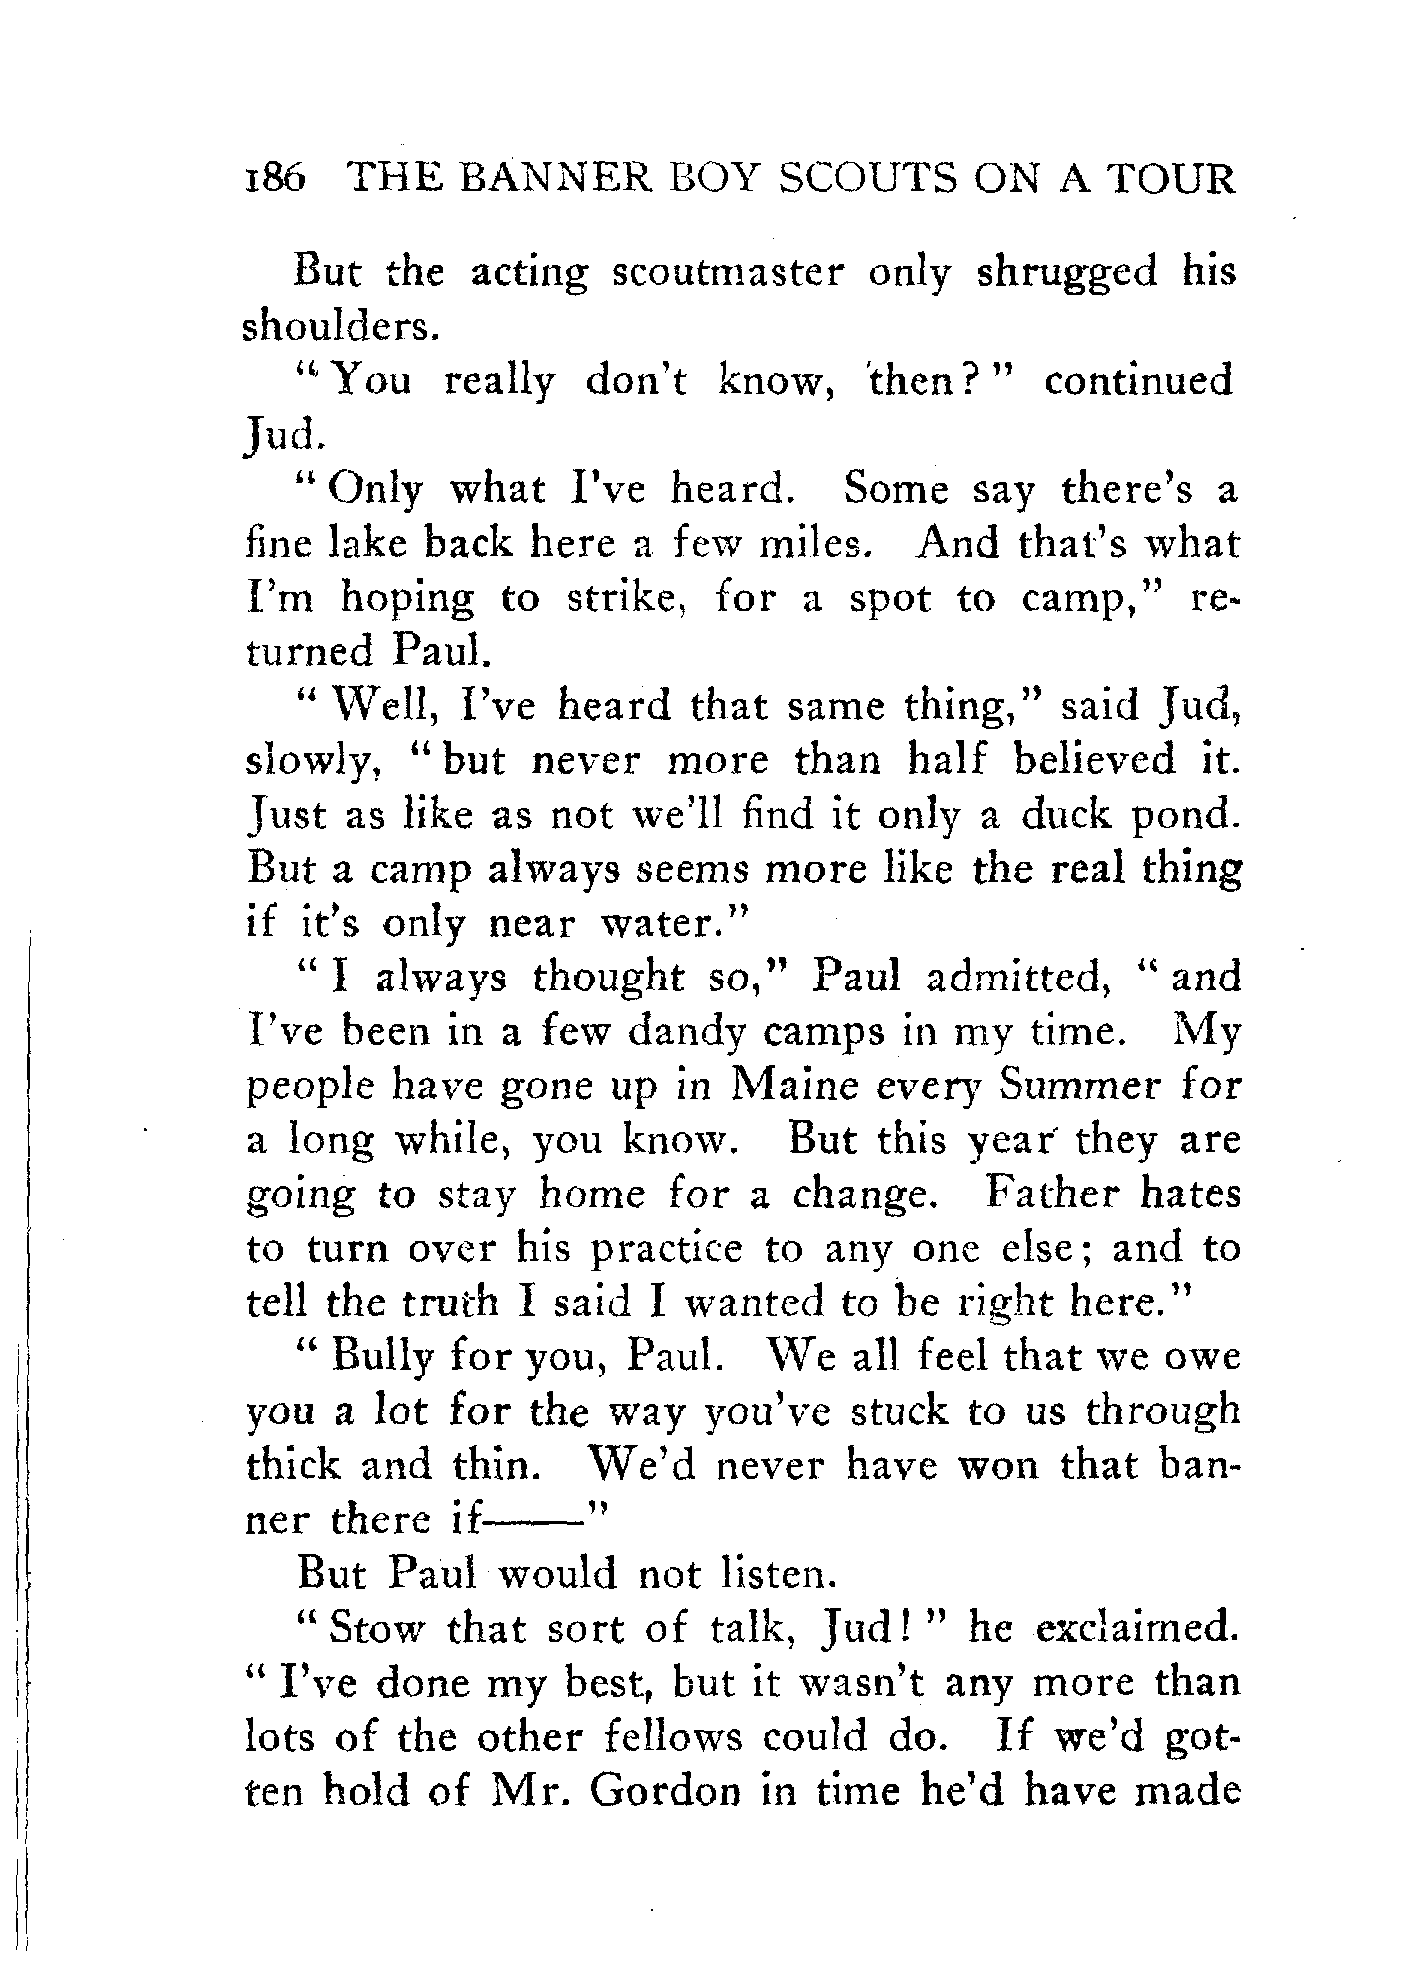 186 THE BANNER BOY SCOUTS ON A TOUR
But the acting scoutmaster only shrugged his
shoulders.
"You really don't know, then?" continued
Jud.
"Only what I've heard. Some say there's a
fine lake back here a few miles. And that's what
I'm hoping to strike, for a spot to camp," re-
turned Paul.
"Well, I've heard that same thing," said Jud,
slowly, "but never more than half believed it.
Just as like as not we'll find it only a duck pond.
But a camp always seems more like the real thing
if it's only near water."
"I always thought so," Paul admitted, "and
I've been in a few dandy camps in my time. My
people have gone up in Maine every Summer for
a long while, you know. But this year they are
going to stay home for a change. Father hates
to turn over his practice to any one else; and to
tell the truth I said I wanted to be right here."
"Bully for you, Paul. We all feel that we owe
you a lot for the way you've stuck to us through
thick and thin. We'd never have won that ban-
ner there if——"
But Paul would not listen.
"Stow that sort of talk, Jud!" he exclaimed.
"I've done my best, but it wasn't any more than
lots of the other fellows could do. If we'd got-
ten hold of Mr. Gordon in time he'd have made